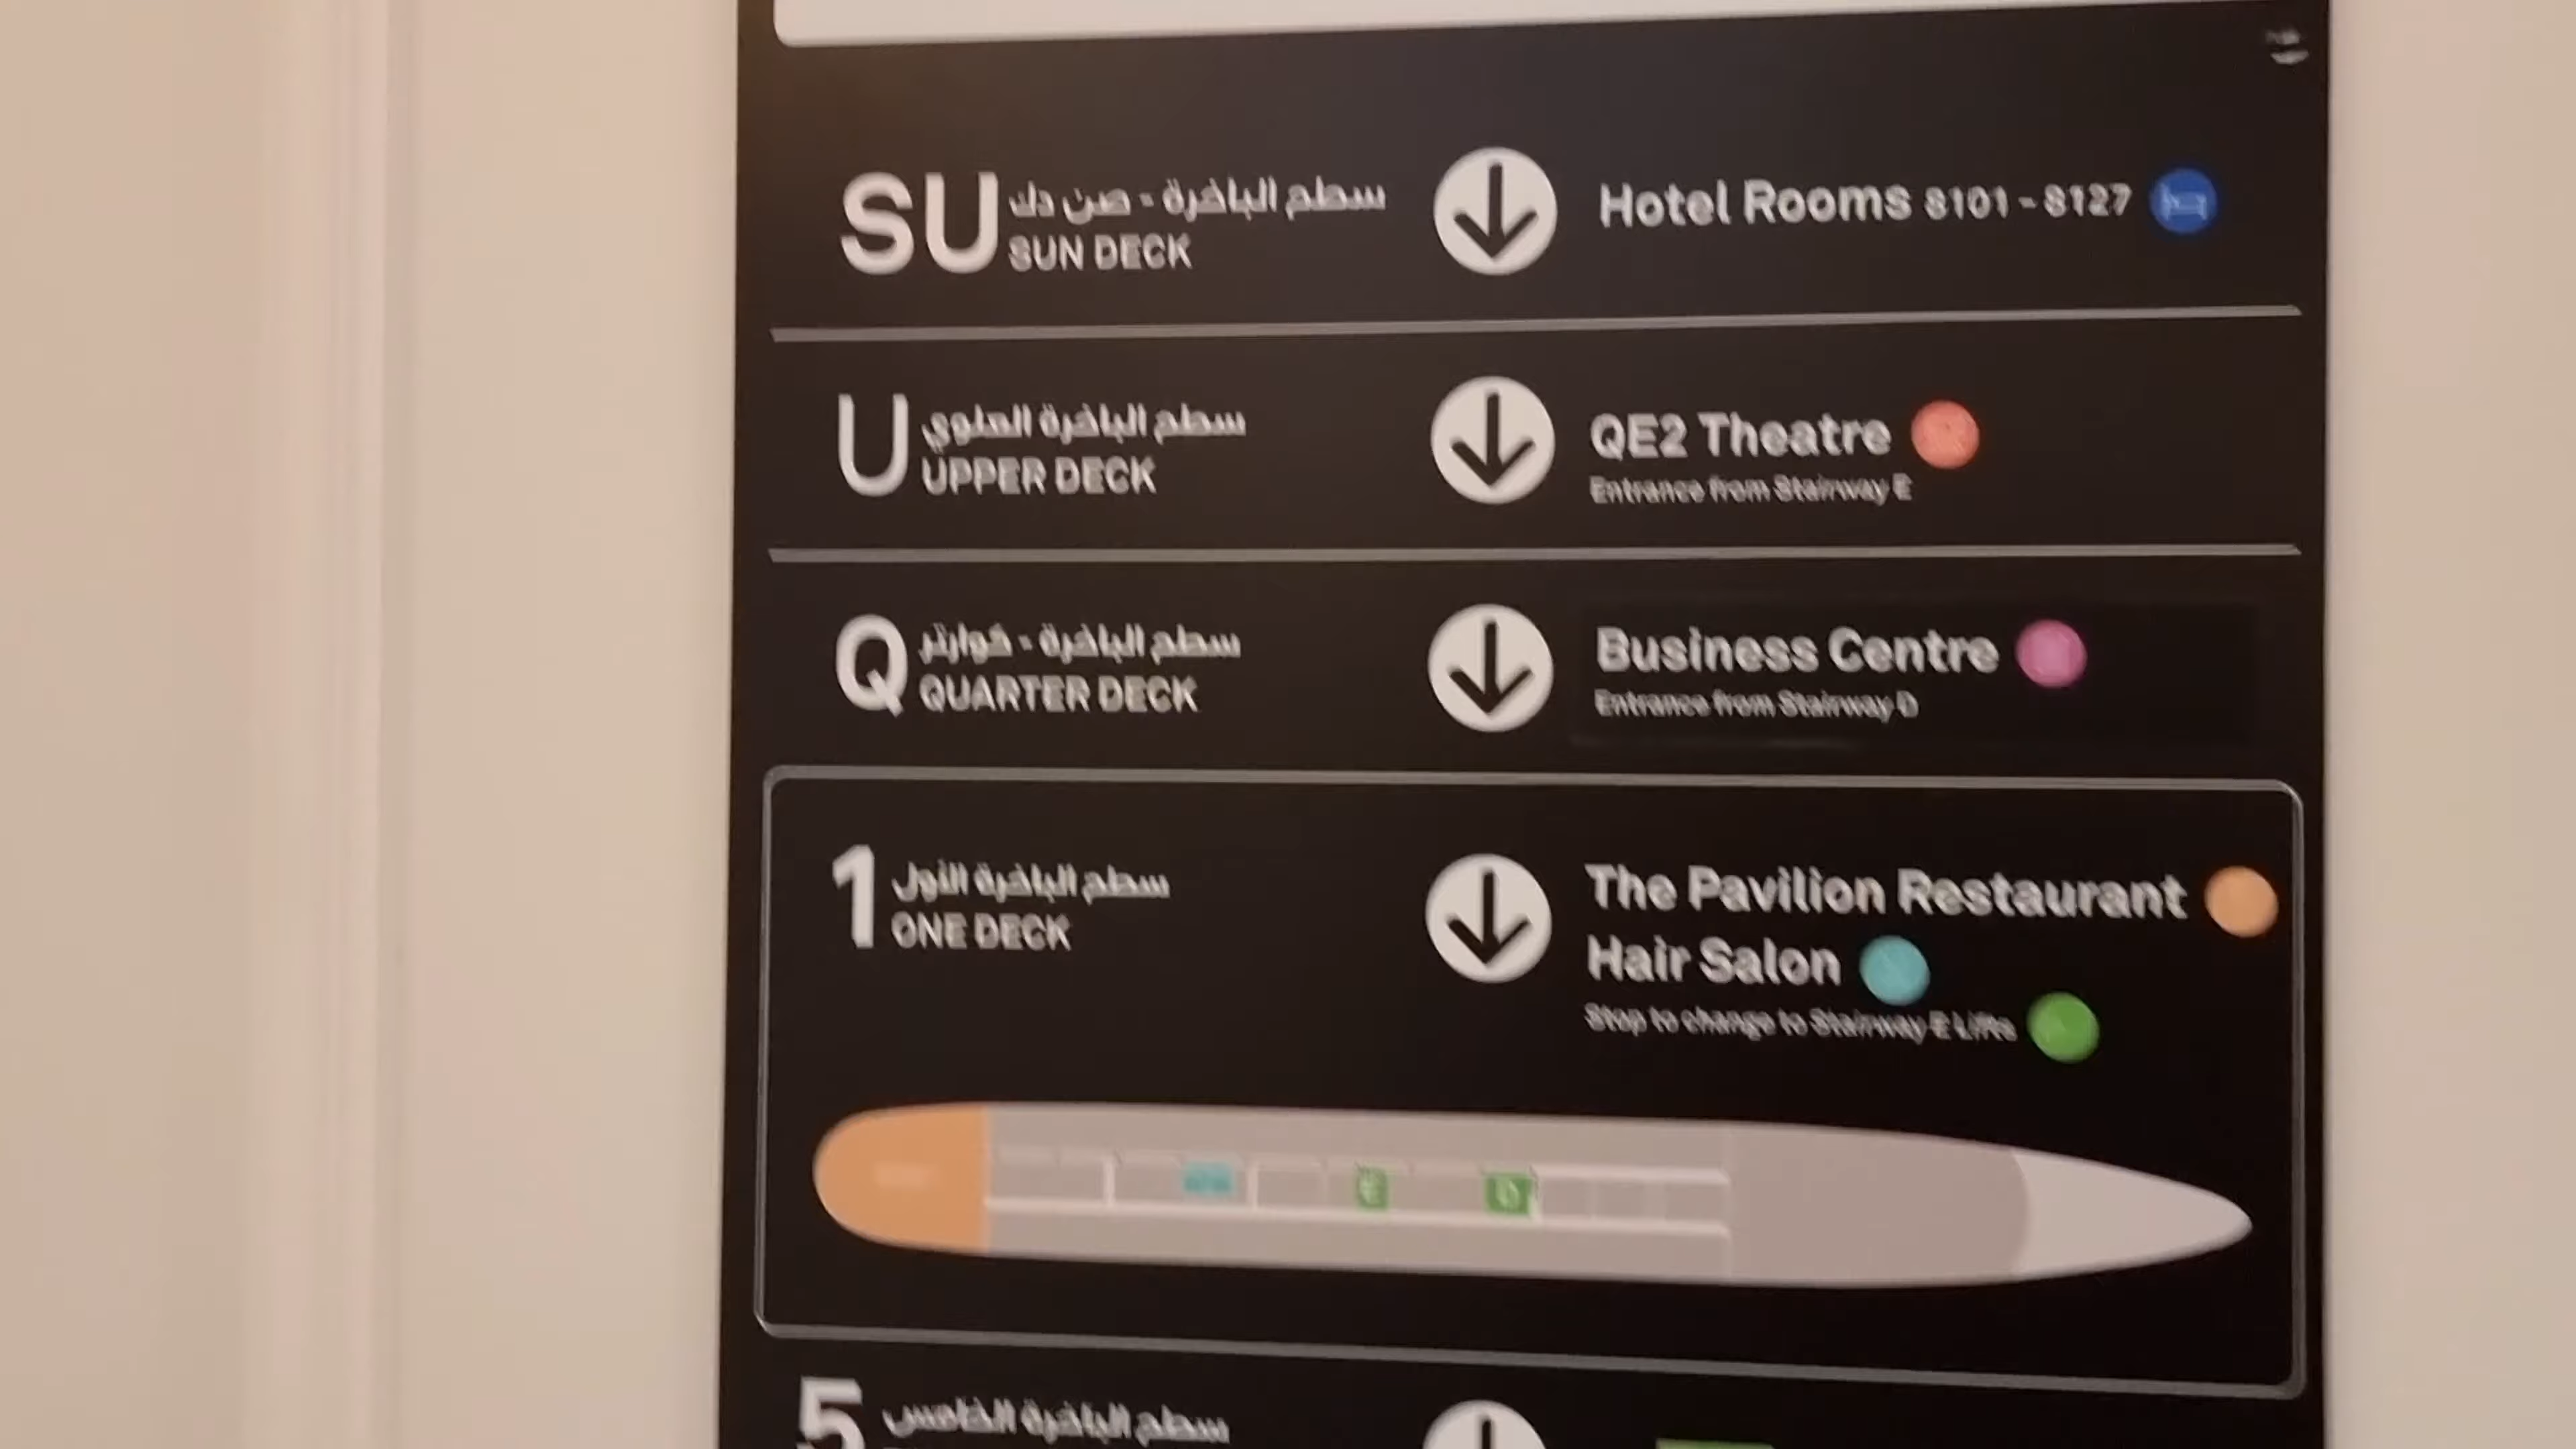 SU
سطح الباخرة - صن دك
SUN DECK
Hotel Rooms 8101 - 8127
U
سطح الباخرة العلوي
UPPER DECK
QE2 Theatre
Entrance from Stairway E
Q
سطح الباخرة - كوارتر
QUARTER DECK
Business Centre
Entrance from Stairway D
1
سطح الباخرة الأول
ONE DECK
The Pavilion Restaurant
Hair Salon
Stop to change to Stairway E Lifts
5
سطح الباخرة الخامس